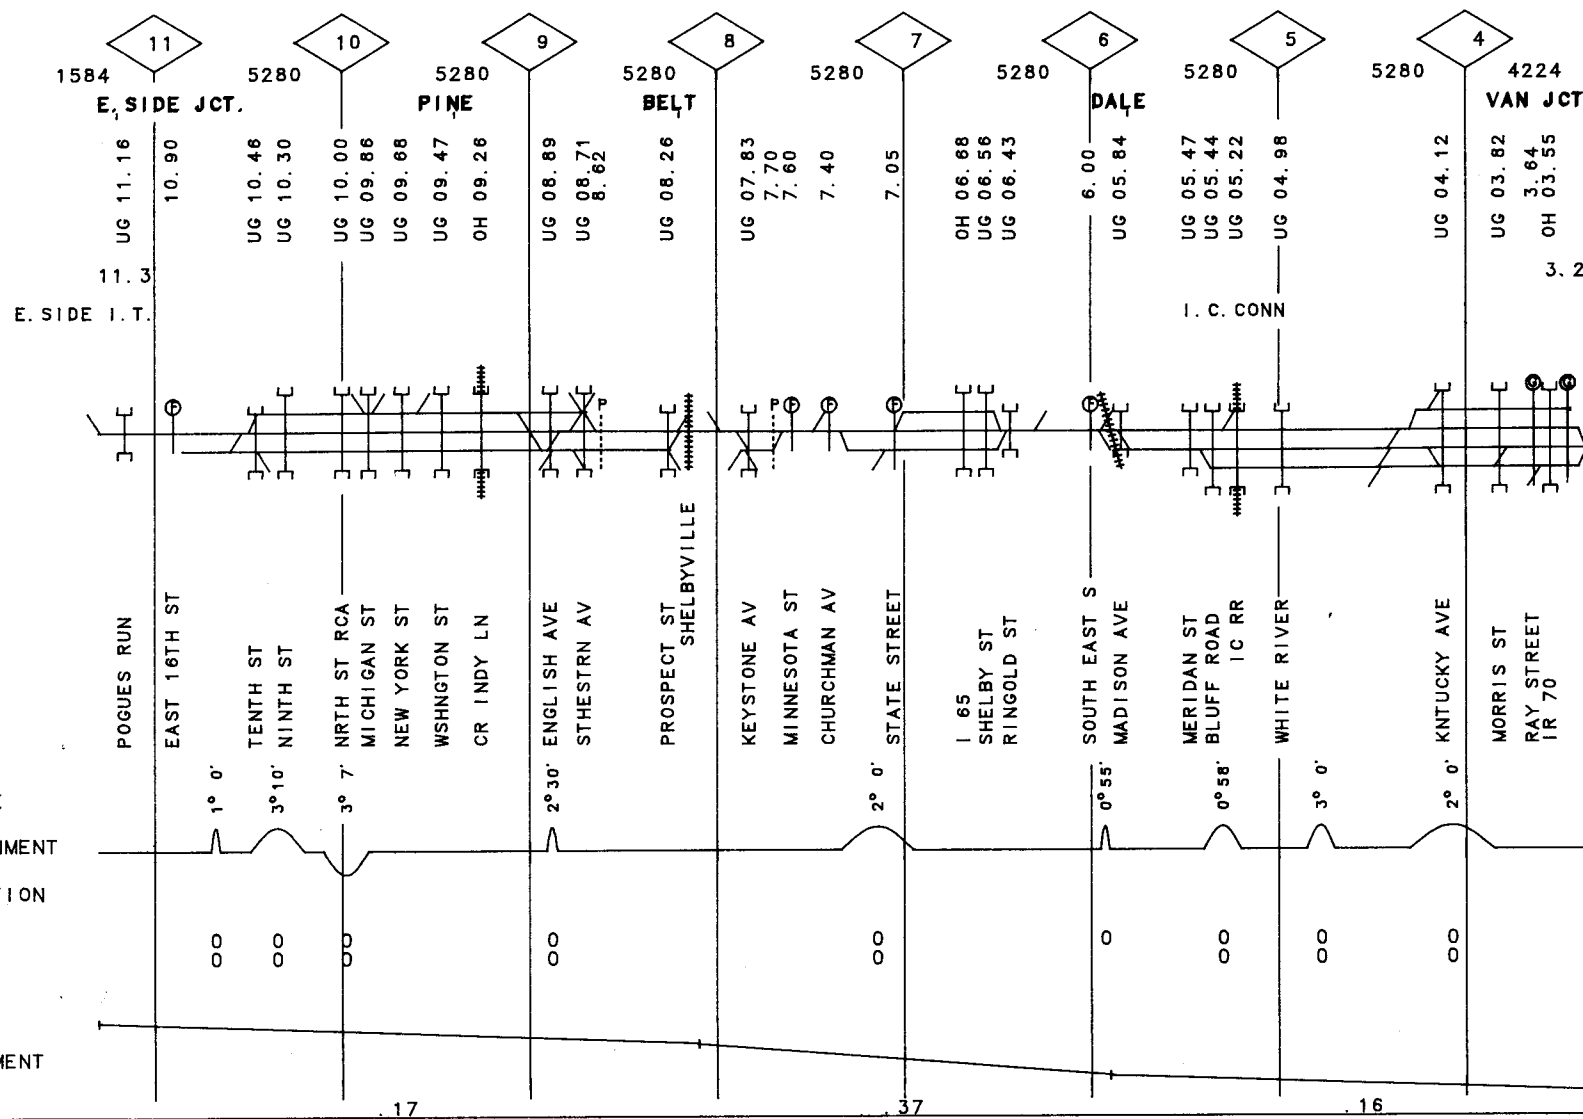 11 10 9 8 7 6 5 4
1584 5280 5280 5280 5280 5280 5280 5280 4224
E. SIDE JCT. PINE BELT DALE VAN JCT
UG 11.16
10.90
UG 10.46
UG 10.30
UG 10.00
UG 09.86
UG 09.68
UG 09.47
OH 09.26
UG 08.89
UG 08.71
8.62
UG 08.26
UG 07.83
7.70
7.60
7.40
7.05
OH 06.68
UG 06.56
UG 06.43
6.00
UG 05.84
UG 05.47
UG 05.44
UG 05.22
UG 04.98
UG 04.12
UG 03.82
3.64
OH 03.55
11.3 3.2
E. SIDE I.T. I.C. CONN
F P P F F F F G G
POGUES RUN
EAST 16TH ST
TENTH ST
NINTH ST
NRTH ST RCA
MICHIGAN ST
NEW YORK ST
WSHNGTON ST
CR INDY LN
ENGLISH AVE
STHESTRN AV
PROSPECT ST
SHELBYVILLE
KEYSTONE AV
MINNESOTA ST
CHURCHMAN AV
STATE STREET
I 65
SHELBY ST
RINGOLD ST
SOUTH EAST S
MADISON AVE
MERIDAN ST
BLUFF ROAD
IC RR
WHITE RIVER
KNTUCKY AVE
MORRIS ST
RAY STREET
IR 70
1° 0' 3°10' 3° 7' 2°30' 2° 0' 0°55' 0°58' 3° 0' 2° 0'
NMENT
TION
0 0 0 0 0 0 0 0 0
0 0 0 0 0 0 0 0
MENT
.17 .37 .16